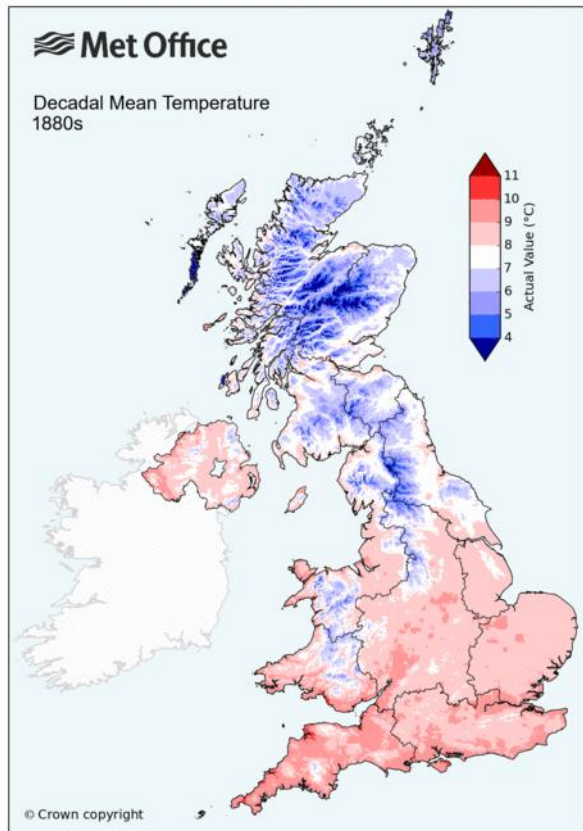 Met Office
Decadal Mean Temperature
1880s
11
10
9
8
7
6
5
4
Actual Value (°C)
© Crown copyright